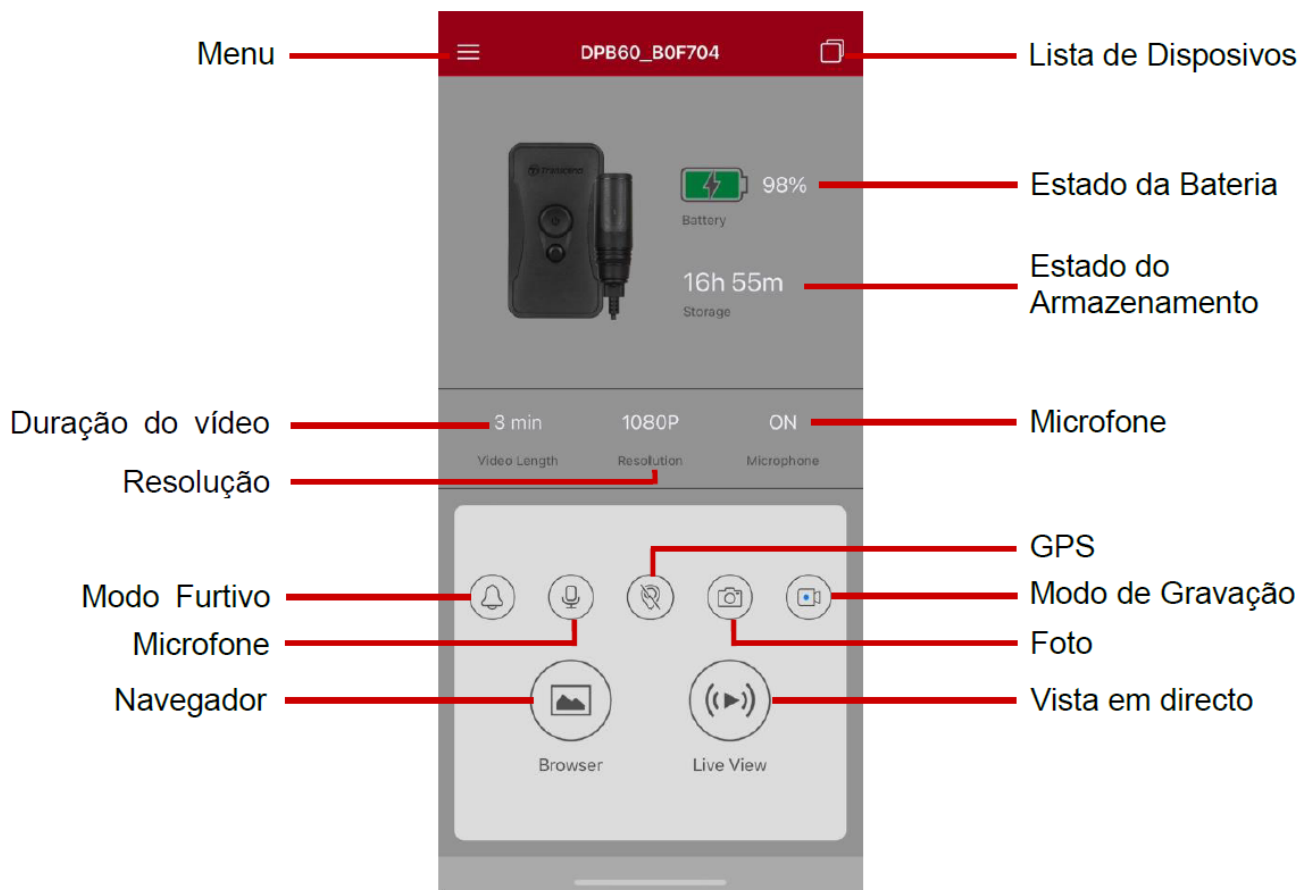 Menu
DPB60_B0F704
Lista de Disposivos
Transcend
98%
Estado da Bateria
Battery
Estado do
Armazenamento
16h 55m
Storage
Duração do vídeo
3 min
1080P
ON
Microfone
Video Length
Resolution
Microphone
Resolução
GPS
Modo Furtivo
Modo de Gravação
Microfone
Foto
Navegador
Vista em directo
Browser
Live View